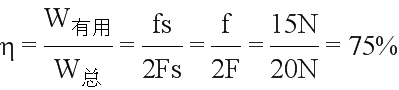 η = W有用/W总 = fs/2Fs = f/2F = 15N/20N = 75%